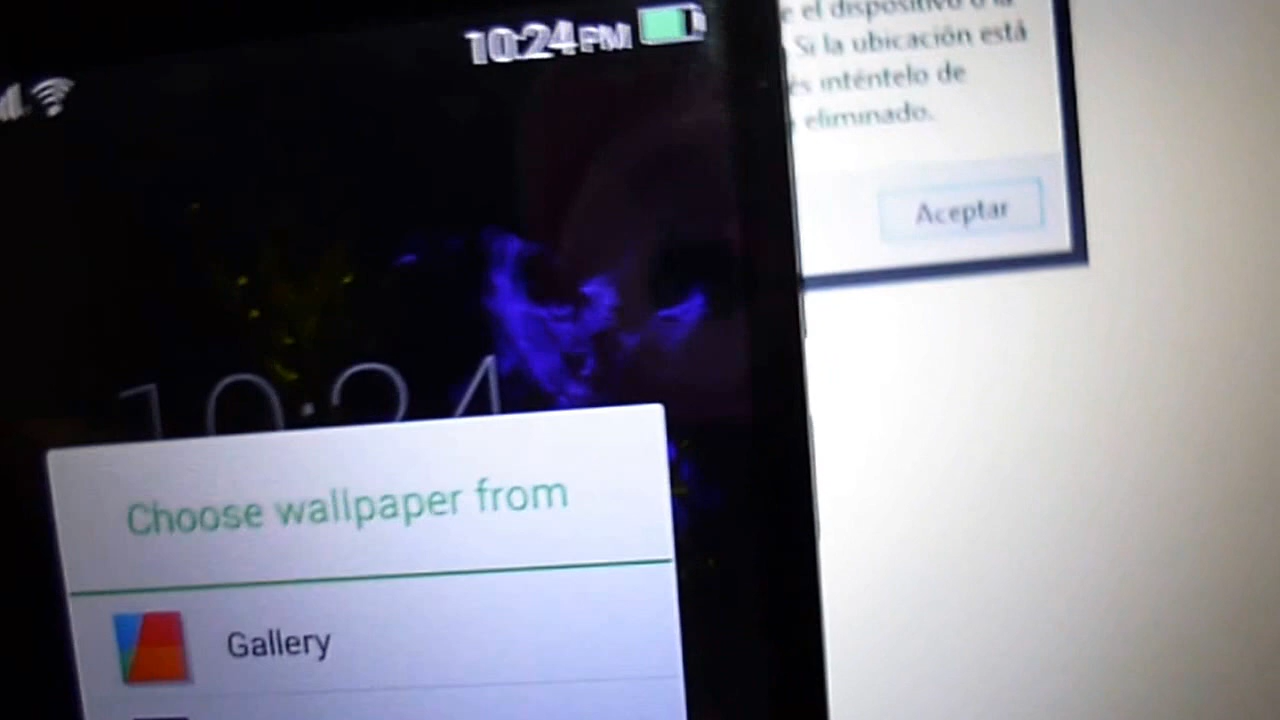 10:24PM
10:24
Choose wallpaper from
Gallery
el dispositivo o la
Si la ubicación está
inténtelo de
eliminado.
Aceptar